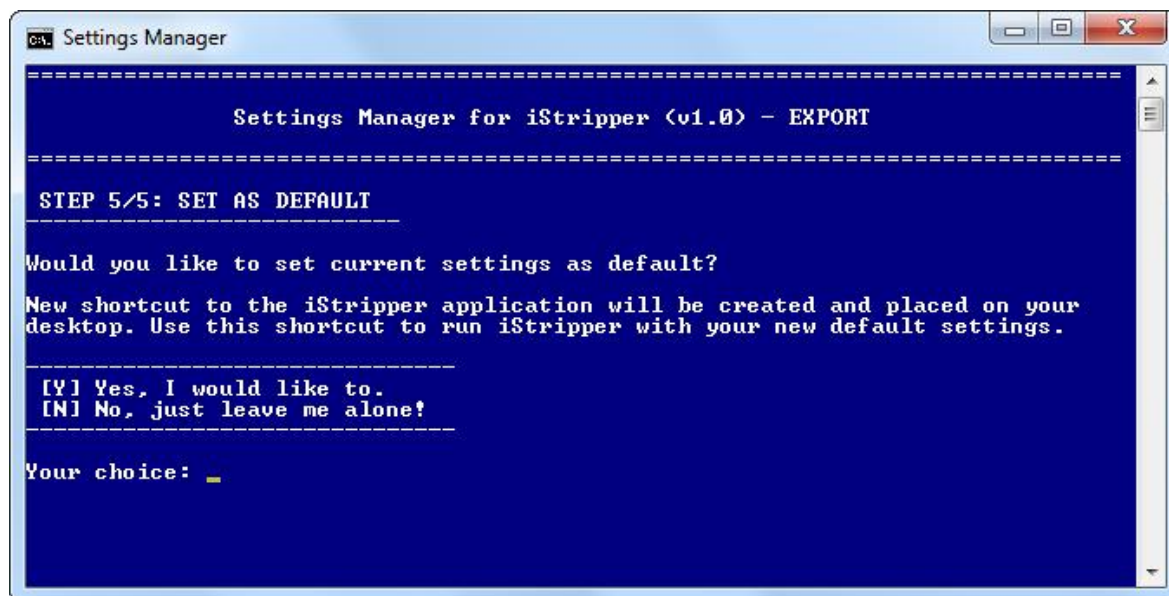 Settings Manager
================================================================================
Settings Manager for iStripper (v1.0) - EXPORT
================================================================================
STEP 5/5: SET AS DEFAULT
Would you like to set current settings as default?
New shortcut to the iStripper application will be created and placed on your
desktop. Use this shortcut to run iStripper with your new default settings.
[Y] Yes, I would like to.
[N] No, just leave me alone!
Your choice: _